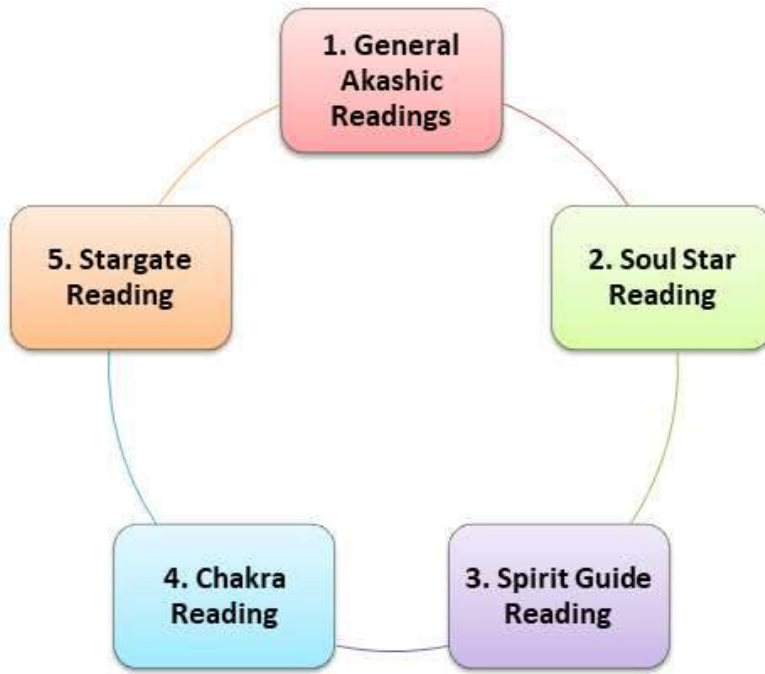 1. General
Akashic
Readings
2. Soul Star
Reading
3. Spirit Guide
Reading
4. Chakra
Reading
5. Stargate
Reading